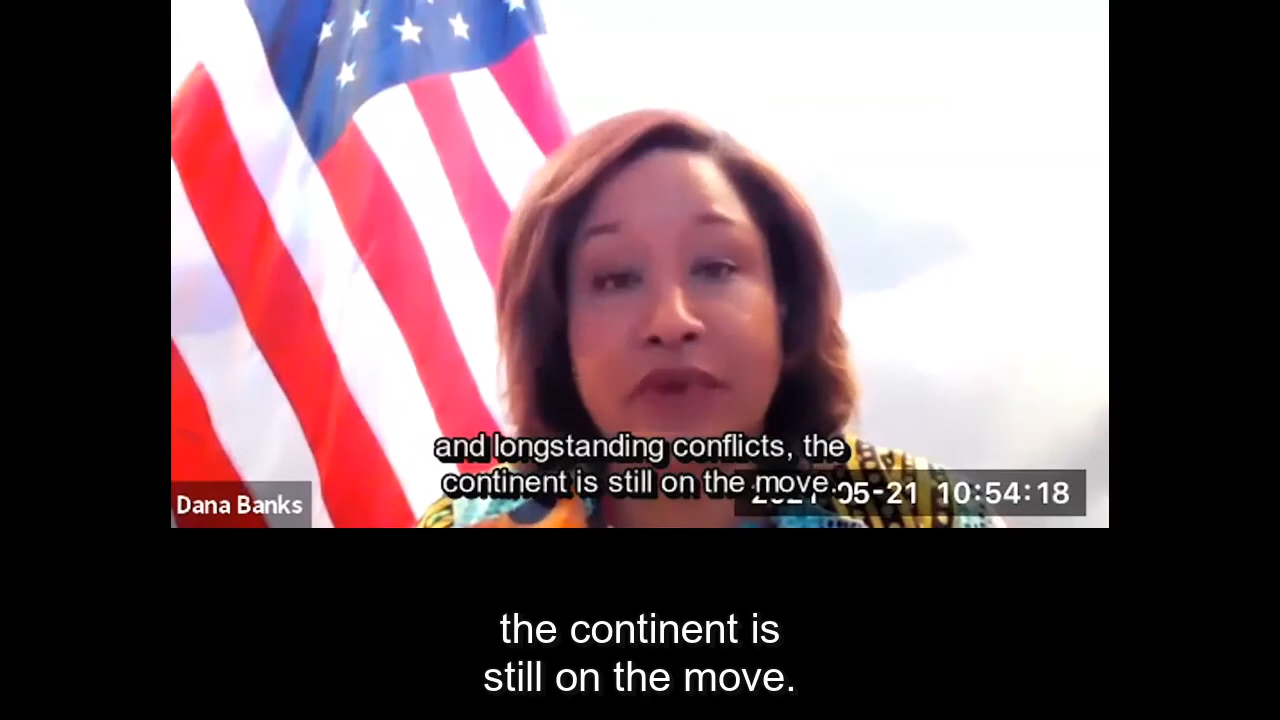 and longstanding conflicts, the
continent is still on the move.
Dana Banks
2021-05-21 10:54:18
the continent is
still on the move.